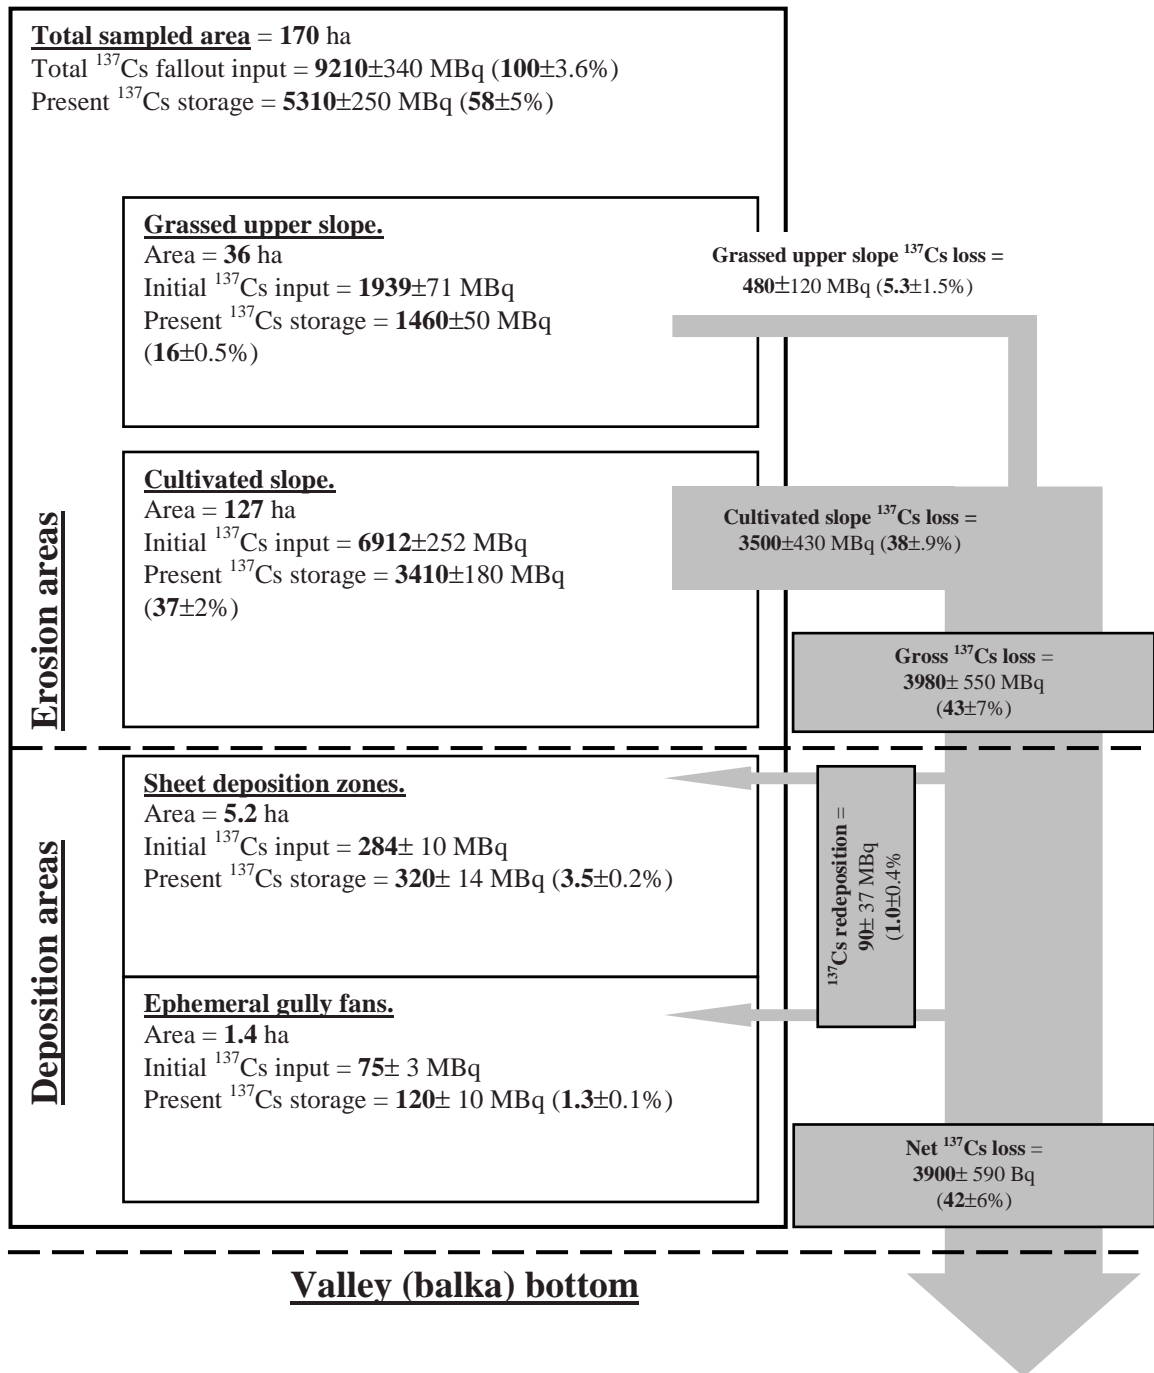 Total sampled area = 170 ha
Total ¹³⁷Cs fallout input = 9210±340 MBq (100±3.6%)
Present ¹³⁷Cs storage = 5310±250 MBq (58±5%)
Grassed upper slope.
Area = 36 ha
Initial ¹³⁷Cs input = 1939±71 MBq
Present ¹³⁷Cs storage = 1460±50 MBq
(16±0.5%)
Grassed upper slope ¹³⁷Cs loss =
480±120 MBq (5.3±1.5%)
Erosion areas
Cultivated slope.
Area = 127 ha
Initial ¹³⁷Cs input = 6912±252 MBq
Present ¹³⁷Cs storage = 3410±180 MBq
(37±2%)
Cultivated slope ¹³⁷Cs loss =
3500±430 MBq (38±.9%)
Gross ¹³⁷Cs loss =
3980± 550 MBq
(43±7%)
Deposition areas
Sheet deposition zones.
Area = 5.2 ha
Initial ¹³⁷Cs input = 284± 10 MBq
Present ¹³⁷Cs storage = 320± 14 MBq (3.5±0.2%)
¹³⁷Cs redeposition =
90± 37 MBq
(1.0±0.4%
Ephemeral gully fans.
Area = 1.4 ha
Initial ¹³⁷Cs input = 75± 3 MBq
Present ¹³⁷Cs storage = 120± 10 MBq (1.3±0.1%)
Net ¹³⁷Cs loss =
3900± 590 Bq
(42±6%)
Valley (balka) bottom